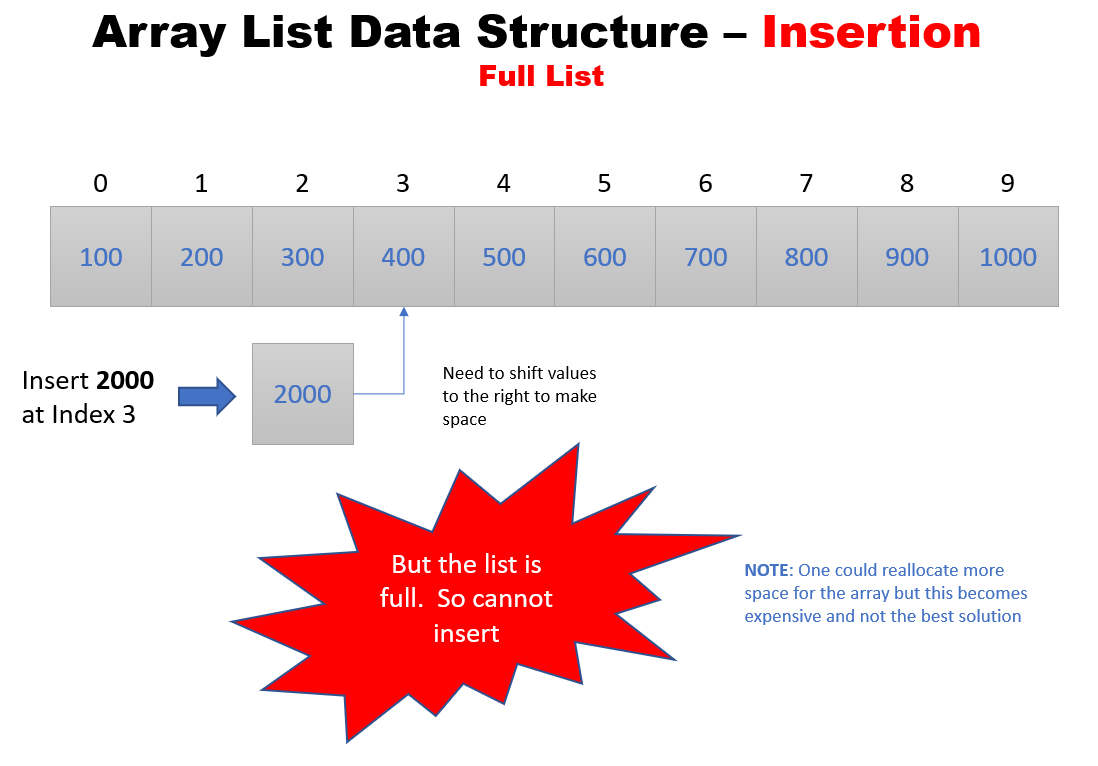 Array List Data Structure – Insertion
Full List
0 1 2 3 4 5 6 7 8 9
100 200 300 400 500 600 700 800 900 1000
Insert 2000
at Index 3
2000
Need to shift values
to the right to make
space
But the list is
full.  So cannot
insert
NOTE: One could reallocate more
space for the array but this becomes
expensive and not the best solution